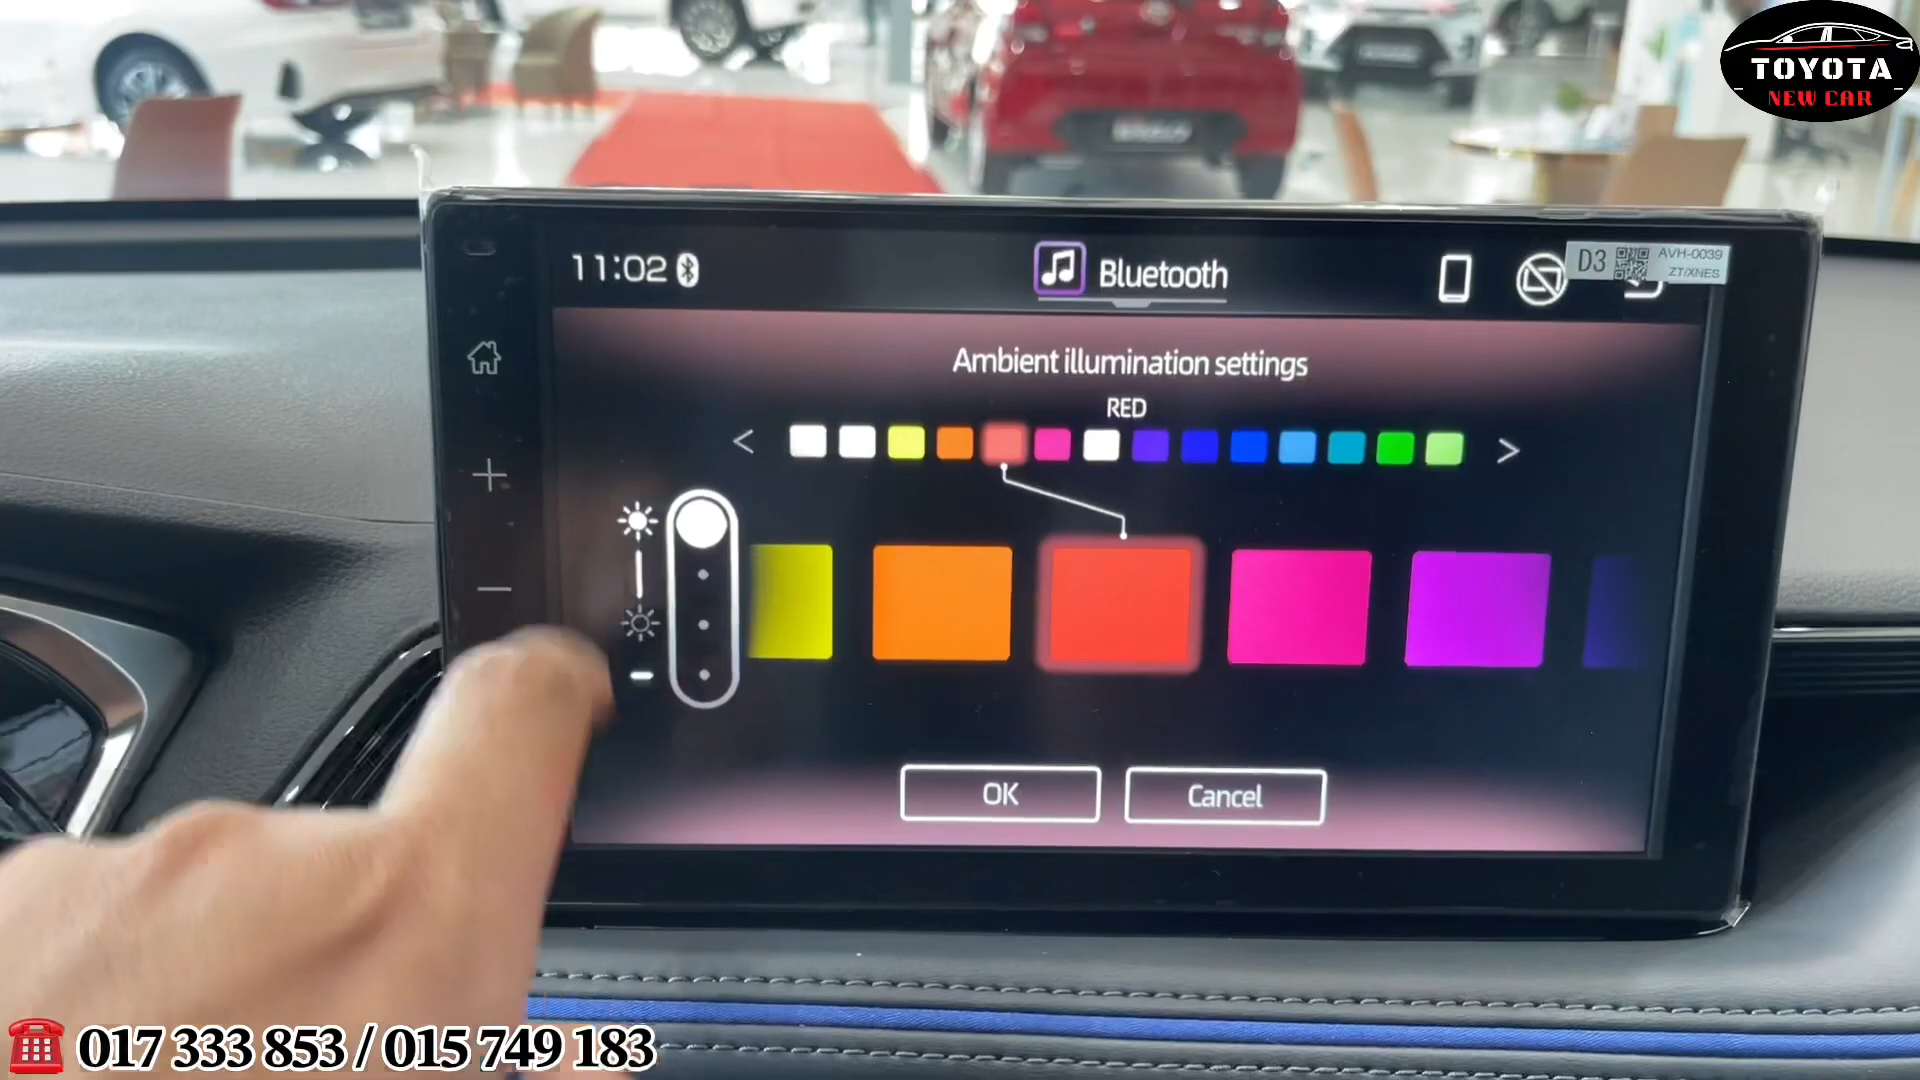 TOYOTA
NEW CAR
11:02
Bluetooth
D3
AVH-0039
ZT/XNES
Ambient illumination settings
RED
OK
Cancel
017 333 853 / 015 749 183